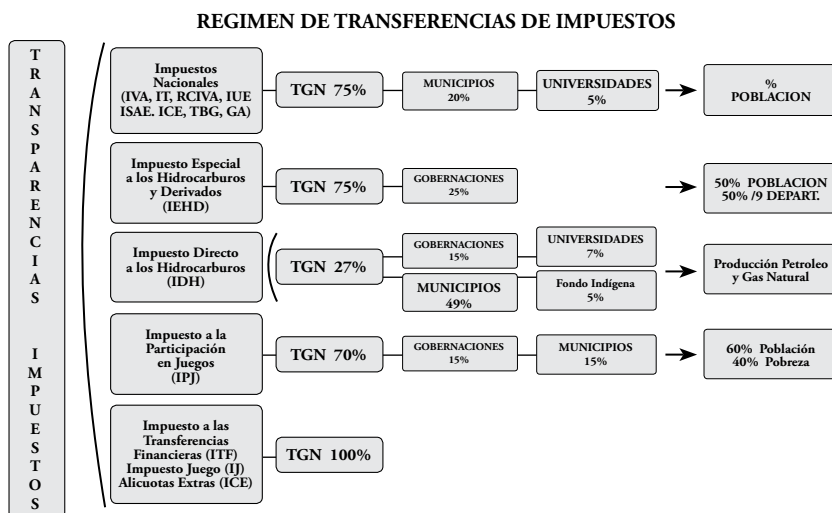 REGIMEN DE TRANSFERENCIAS DE IMPUESTOS
TRANSPARENCIAS IMPUESTOS
Impuestos
Nacionales
(IVA, IT, RCIVA, IUE
ISAE. ICE, TBG, GA)
TGN 75%
MUNICIPIOS
20%
UNIVERSIDADES
5%
%
POBLACION
Impuesto Especial
a los Hidrocarburos
y Derivados
(IEHD)
TGN 75%
GOBERNACIONES
25%
50% POBLACION
50% /9 DEPART.
Impuesto Directo
a los Hidrocarburos
(IDH)
TGN 27%
GOBERNACIONES
15%
UNIVERSIDADES
7%
MUNICIPIOS
49%
Fondo Indígena
5%
Producción Petroleo
y Gas Natural
Impuesto a la
Participación
en Juegos
(IPJ)
TGN 70%
GOBERNACIONES
15%
MUNICIPIOS
15%
60% Población
40% Pobreza
Impuesto a las
Transferencias
Financieras (ITF)
Impuesto Juego (IJ)
Alicuotas Extras (ICE)
TGN 100%